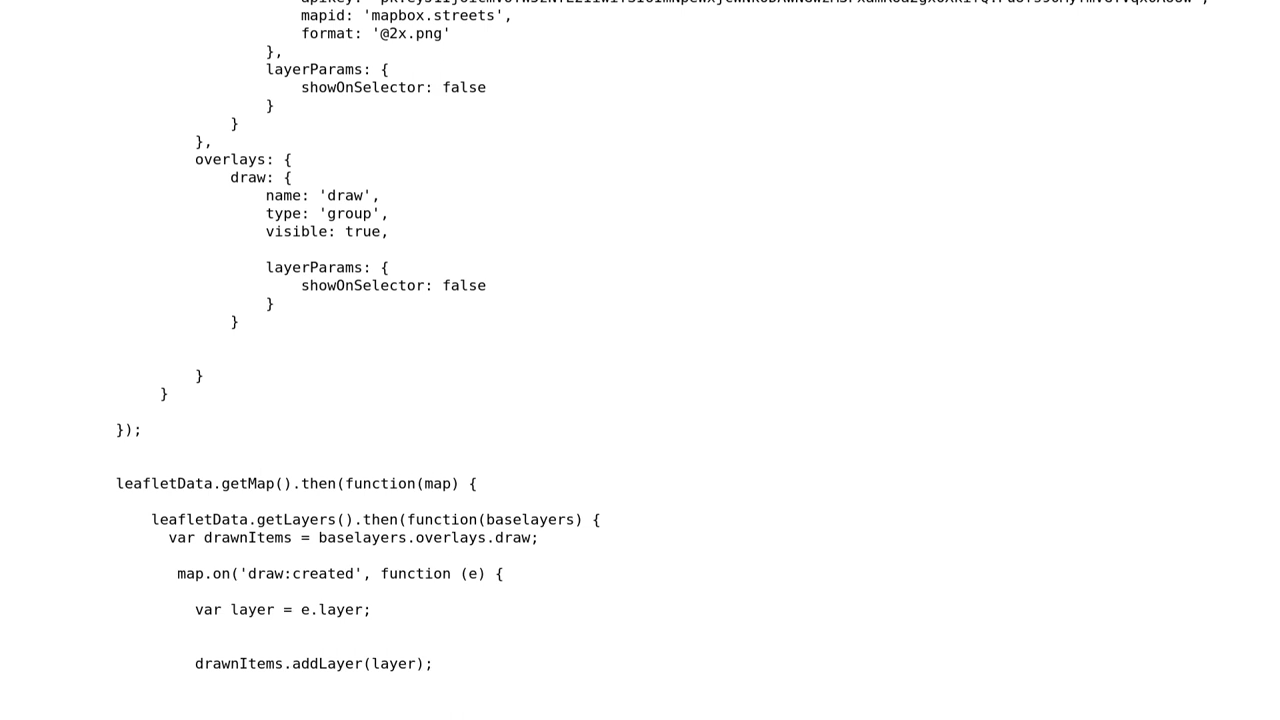 mapid: 'mapbox.streets',
format: '@2x.png'
},
layerParams: {
showOnSelector: false
}
}
},
overlays: {
draw: {
name: 'draw',
type: 'group',
visible: true,
layerParams: {
showOnSelector: false
}
}
}
}
});
leafletData.getMap().then(function(map) {
leafletData.getLayers().then(function(baselayers) {
var drawnItems = baselayers.overlays.draw;
map.on('draw:created', function (e) {
var layer = e.layer;
drawnItems.addLayer(layer);